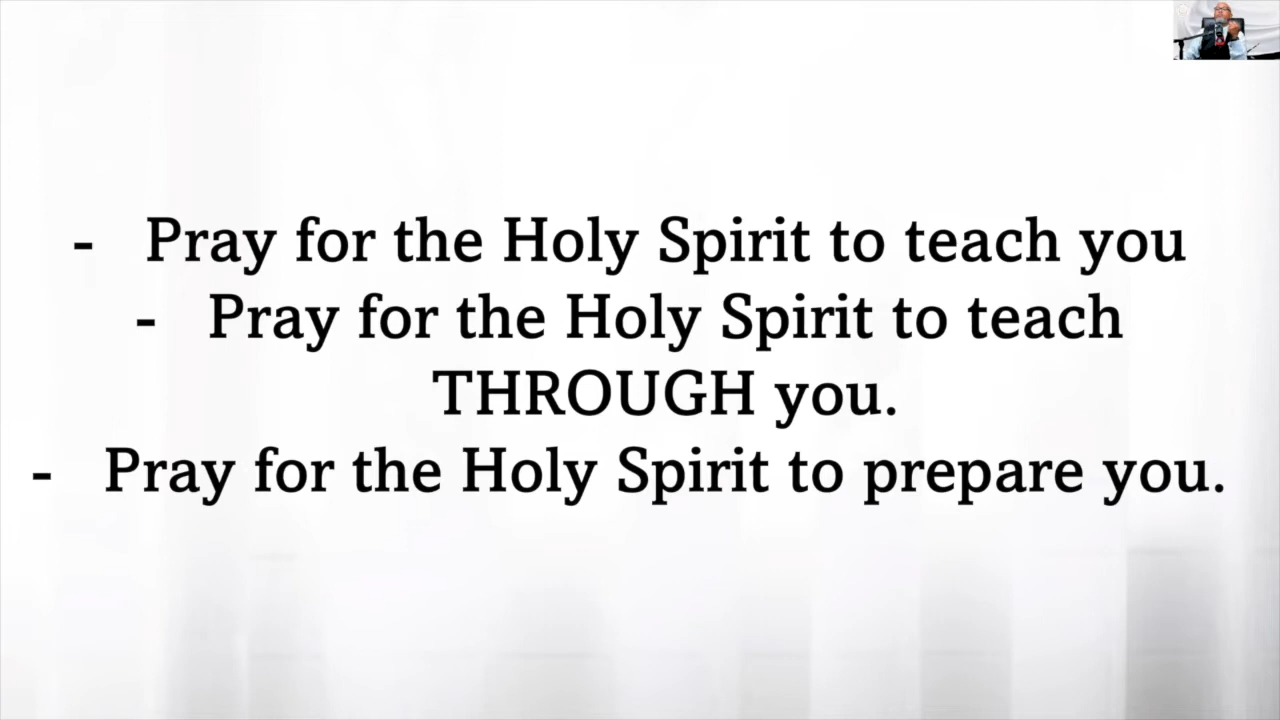 - Pray for the Holy Spirit to teach you
- Pray for the Holy Spirit to teach
THROUGH you.
- Pray for the Holy Spirit to prepare you.